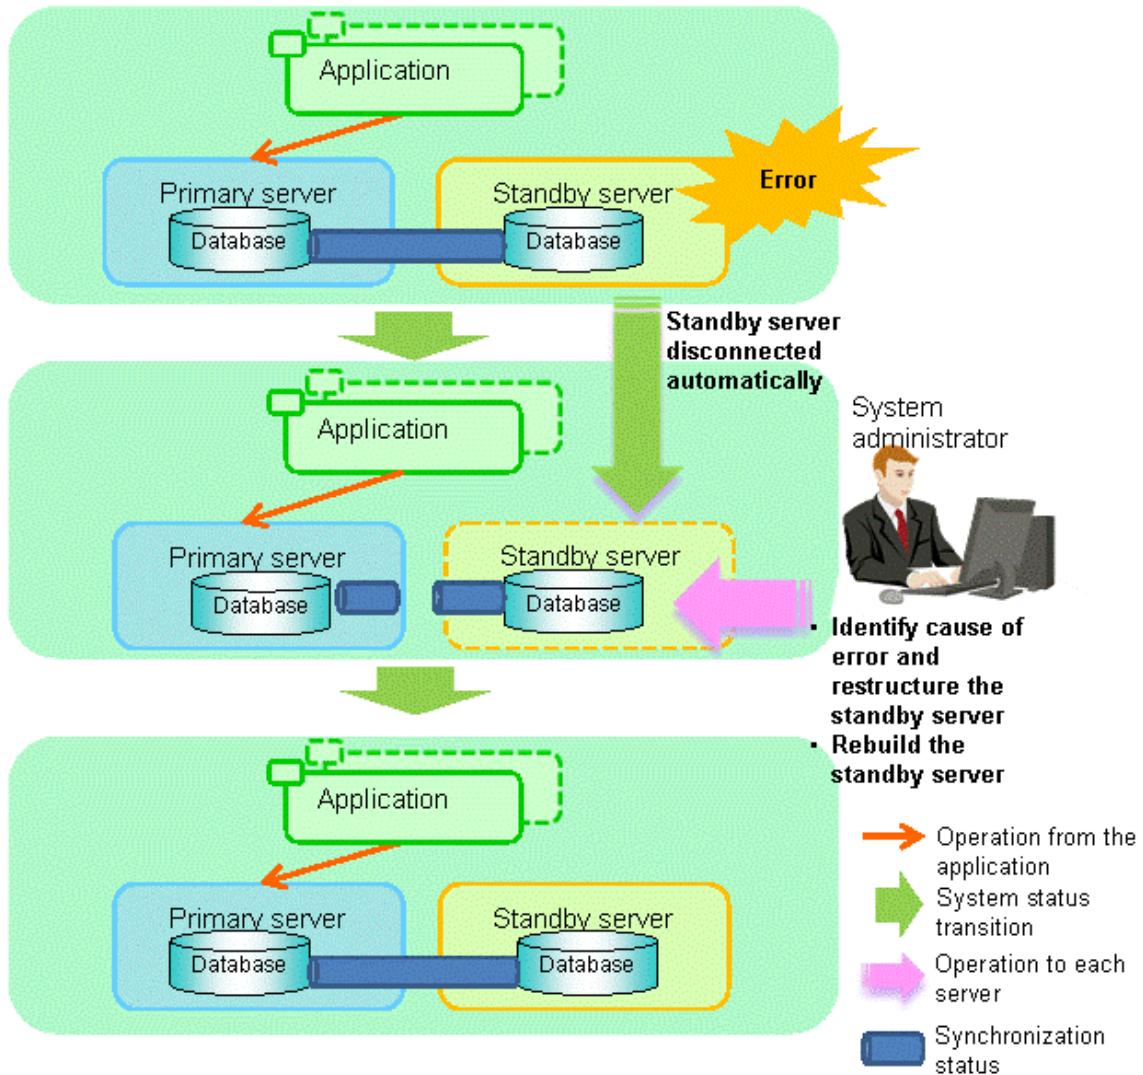 Application
Error
Primary server
Standby server
Database
Database
Standby server
disconnected
automatically
Application
System
administrator
Primary server
Standby server
Database
Database
• Identify cause of
error and
restructure the
standby server
• Rebuild the
standby server
Application
Primary server
Standby server
Database
Database
Operation from the
application
System status
transition
Operation to each
server
Synchronization
status